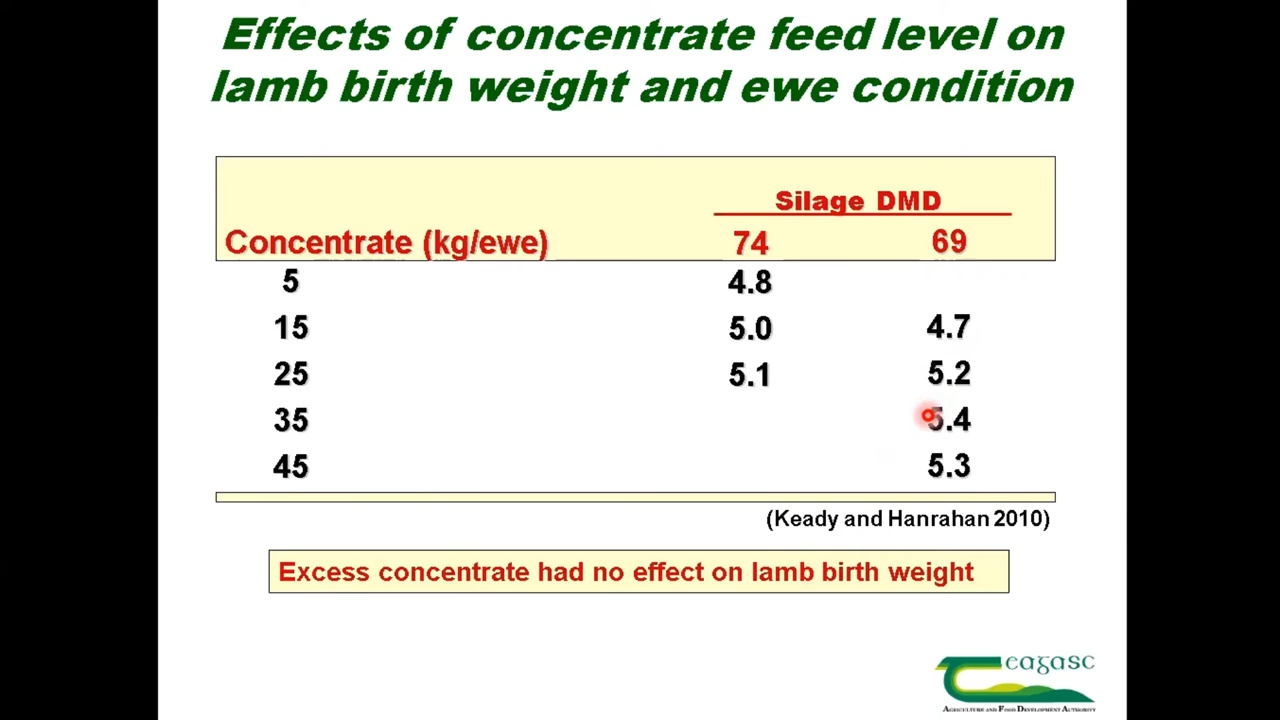 Effects of concentrate feed level on
lamb birth weight and ewe condition
Silage DMD
Concentrate (kg/ewe) 74 69
5 4.8
15 5.0 4.7
25 5.1 5.2
35 5.4
45 5.3
(Keady and Hanrahan 2010)
Excess concentrate had no effect on lamb birth weight
teagasc
AGRICULTURE AND FOOD DEVELOPMENT AUTHORITY